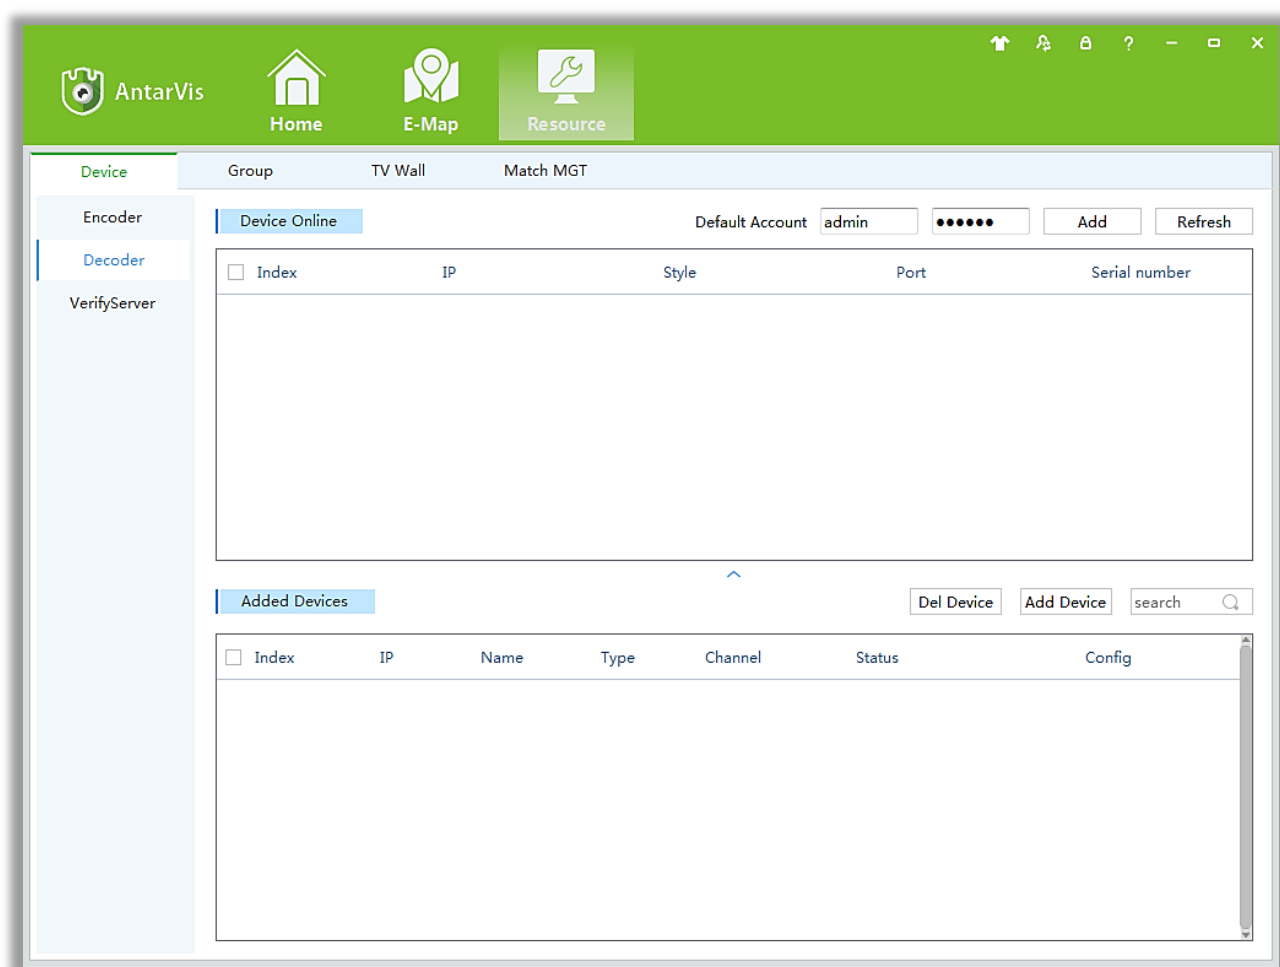 AntarVis
Home
E-Map
Resource
?
Device
Group
TV Wall
Match MGT
Encoder
Decoder
VerifyServer
Device Online
Default Account
admin
••••••
Add
Refresh
Index
IP
Style
Port
Serial number
Added Devices
Del Device
Add Device
search
Index
IP
Name
Type
Channel
Status
Config